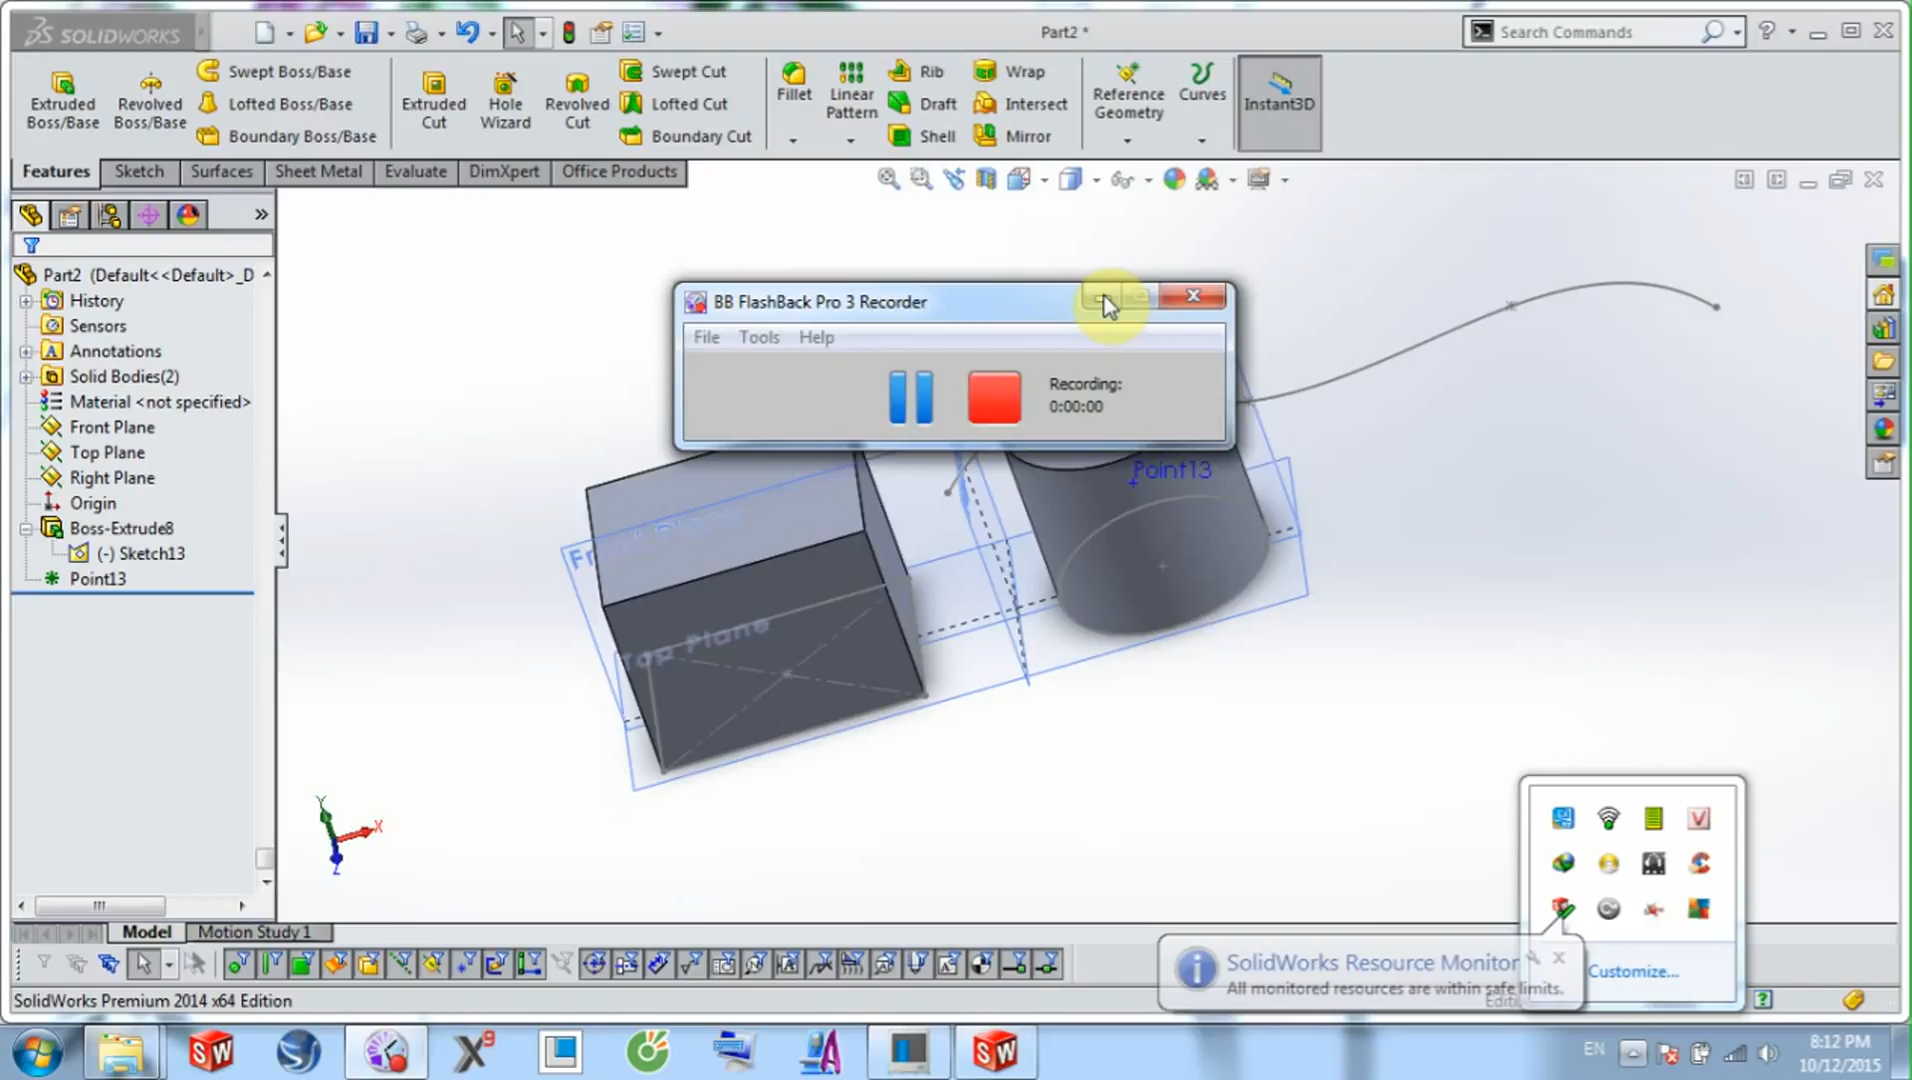 SOLIDWORKS
Part2 *
Search Commands
Extruded Boss/Base
Revolved Boss/Base
Swept Boss/Base
Lofted Boss/Base
Boundary Boss/Base
Extruded Cut
Hole Wizard
Revolved Cut
Swept Cut
Lofted Cut
Boundary Cut
Fillet
Linear Pattern
Rib
Draft
Shell
Wrap
Intersect
Mirror
Reference Geometry
Curves
Instant3D
Features
Sketch
Surfaces
Sheet Metal
Evaluate
DimXpert
Office Products
Part2 (Default<<Default>_D
History
Sensors
Annotations
Solid Bodies(2)
Material <not specified>
Front Plane
Top Plane
Right Plane
Origin
Boss-Extrude8
(-) Sketch13
Point13
BB FlashBack Pro 3 Recorder
File Tools Help
Recording:
0:00:00
Point13
Top Plane
Y
X
Z
Customize...
Model
Motion Study 1
SolidWorks Resource Monitor
All monitored resources are within safe limits.
SolidWorks Premium 2014 x64 Edition
EN
8:12 PM
10/12/2015